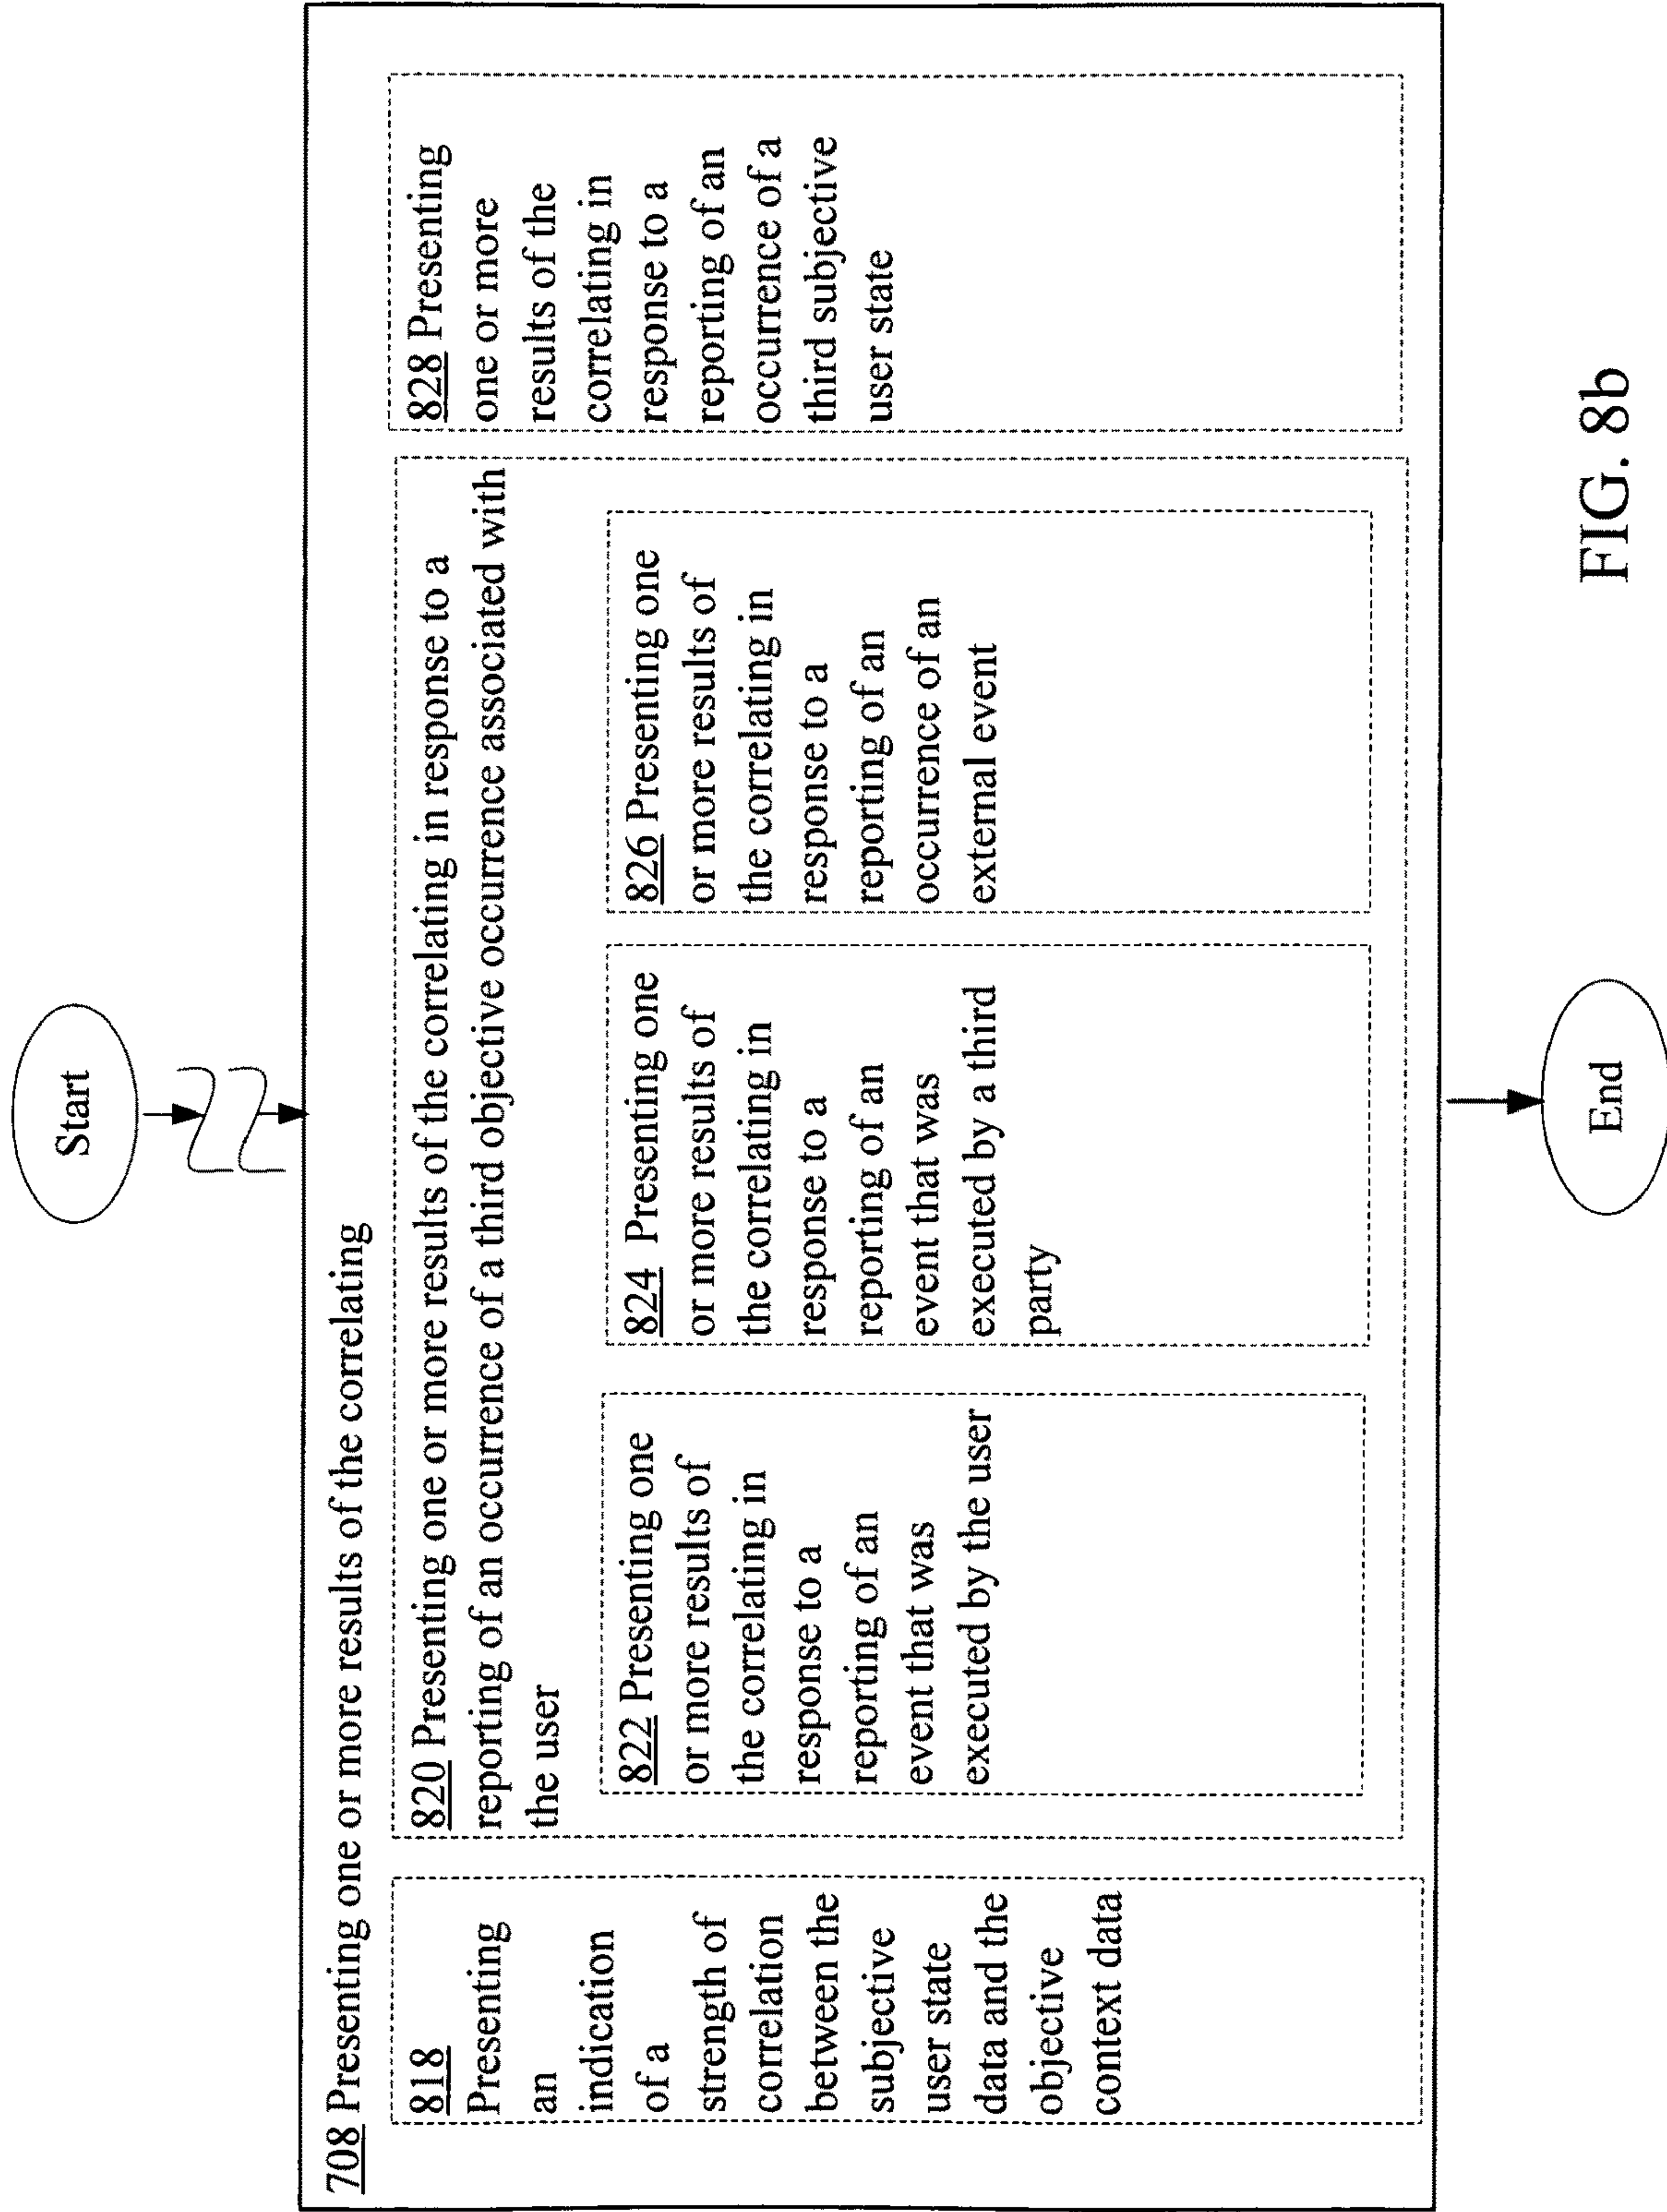 Start
708 Presenting one or more results of the correlating
818
Presenting
an
indication
of a
strength of
correlation
between the
subjective
user state
data and the
objective
context data
820 Presenting one or more results of the correlating in response to a
reporting of an occurrence of a third objective occurrence associated with
the user
822 Presenting one
or more results of
the correlating in
response to a
reporting of an
event that was
executed by the user
824 Presenting one
or more results of
the correlating in
response to a
reporting of an
event that was
executed by a third
party
826 Presenting one
or more results of
the correlating in
response to a
reporting of an
occurrence of an
external event
828 Presenting
one or more
results of the
correlating in
response to a
reporting of an
occurrence of a
third subjective
user state
End
FIG. 8b